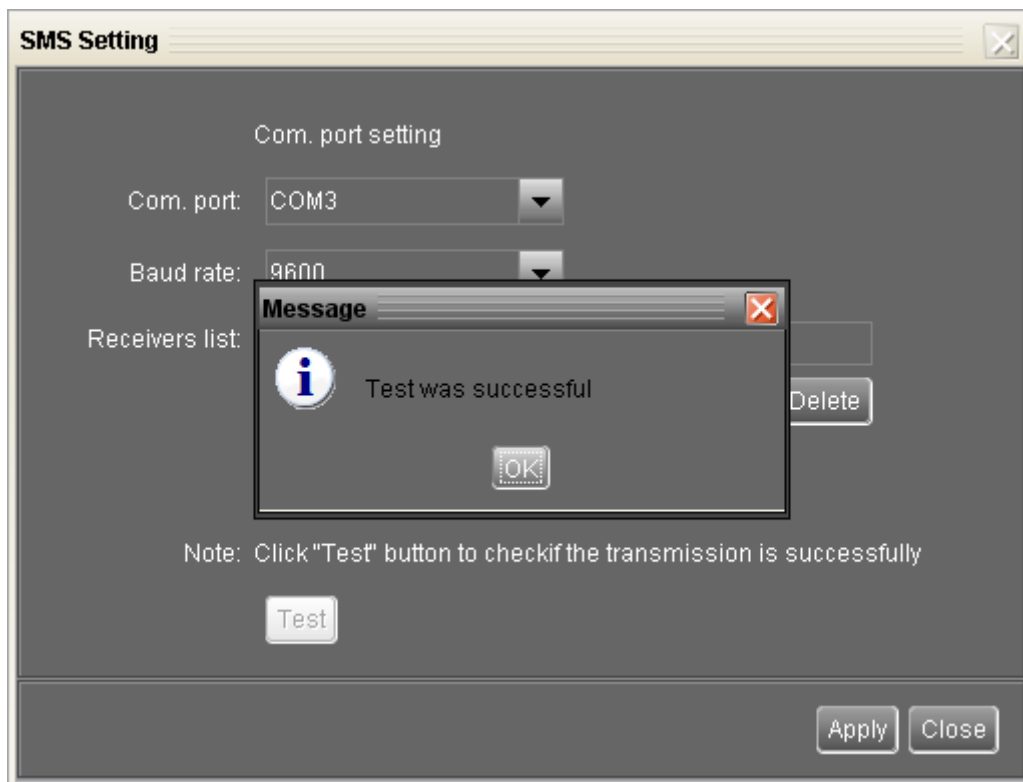 SMS Setting
Com. port setting
Com. port: COM3
Baud rate: 9600
Message
Receivers list:
i
Test was successful
Delete
OK
Note: Click "Test" button to checkif the transmission is successfully
Test
Apply Close